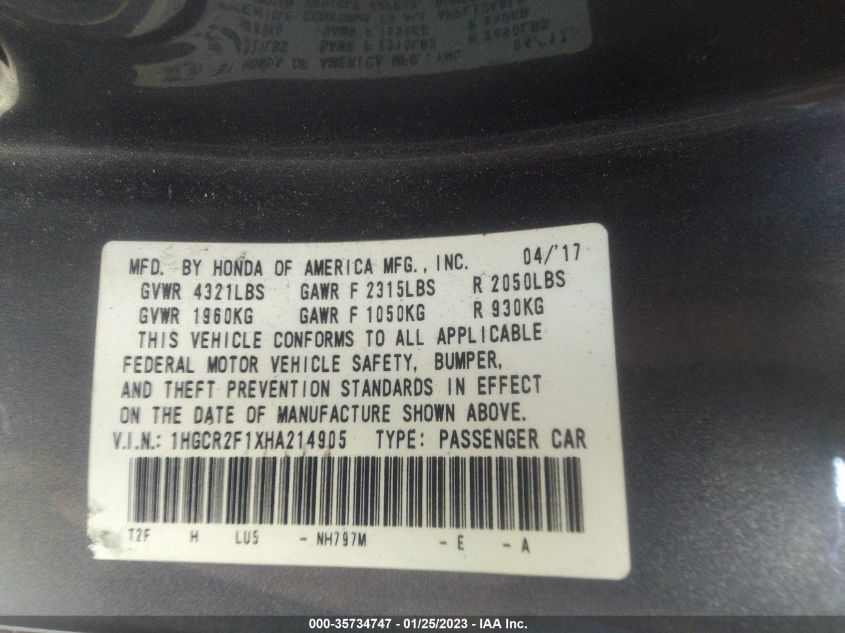 MFD. BY HONDA OF AMERICA MFG., INC. 04/'17
GVWR 4321LBS GAWR F 2315LBS R 2050LBS
GVWR 1960KG GAWR F 1050KG R 930KG
THIS VEHICLE CONFORMS TO ALL APPLICABLE
FEDERAL MOTOR VEHICLE SAFETY, BUMPER,
AND THEFT PREVENTION STANDARDS IN EFFECT
ON THE DATE OF MANUFACTURE SHOWN ABOVE.
V.I.N.: 1HGCR2F1XHA214905 TYPE: PASSENGER CAR
T2F H LU5 - NH797M - E - A
000-35734747 - 01/25/2023 - IAA Inc.